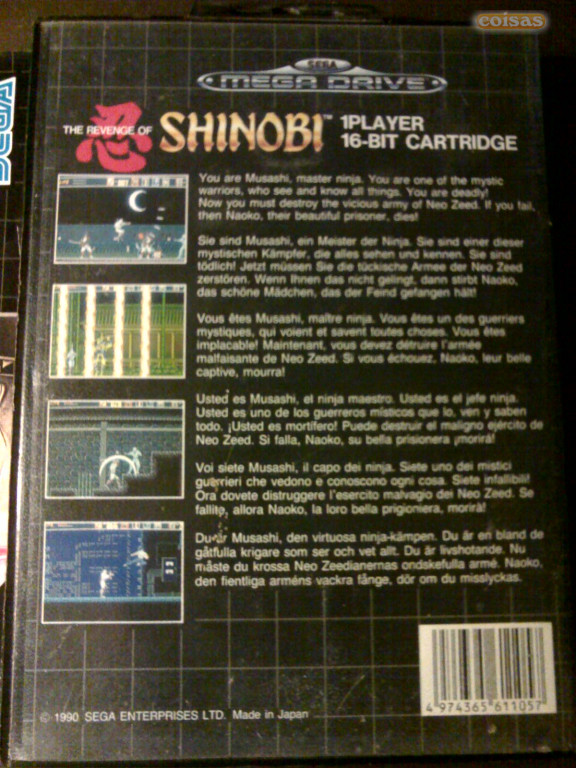 coisas
SEGA
MEGA DRIVE
THE REVENGE OF 忍 SHINOBI™
1PLAYER
16-BIT CARTRIDGE
You are Musashi, master ninja. You are one of the mystic
warriors, who see and know all things. You are deadly!
Now you must destroy the vicious army of Neo Zeed. If you fail,
then Naoko, their beautiful prisoner, dies!
Sie sind Musashi, ein Meister der Ninja. Sie sind einer dieser
mystischen Kämpfer, die alles sehen und kennen. Sie sind
tödlich! Jetzt müssen Sie die tückische Armee der Neo Zeed
zerstören. Wenn Ihnen das nicht gelingt, dann stirbt Naoko,
das schöne Mädchen, das der Feind gefangen hält!
Vous êtes Musashi, maître ninja. Vous êtes un des guerriers
mystiques, qui voient et savent toutes choses. Vous êtes
implacable! Maintenant, vous devez détruire l'armée
malfaisante de Neo Zeed. Si vous échouez, Naoko, leur belle
captive, mourra!
Usted es Musashi, el ninja maestro. Usted es el jefe ninja.
Usted es uno de los guerreros místicos que lo, ven y saben
todo. ¡Usted es mortífero! Puede destruir el maligno ejército de
Neo Zeed. Si falla, Naoko, su bella prisionera ¡morirá!
Voi siete Musashi, il capo dei ninja. Siete uno dei mistici
guerrieri che vedono e conoscono ogni cosa. Siete infallibili!
Ora dovete distruggere l'esercito malvagio dei Neo Zeed. Se
fallite, allora Naoko, la loro bella prigioniera, morirà!
Du är Musashi, den virtuosa ninja-kämpen. Du är en bland de
gåtfulla krigare som ser och vet allt. Du är livshotande. Nu
måste du krossa Neo Zeedianernas ondskefulla armé. Naoko,
den fientliga arméns vackra fånge, dör om du misslyckas.
4 974365 611057
© 1990 SEGA ENTERPRISES LTD. Made in Japan